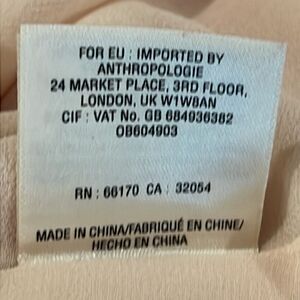 FOR EU : IMPORTED BY
ANTHROPOLOGIE
24 MARKET PLACE, 3RD FLOOR,
LONDON, UK W1W8AN
CIF : VAT No. GB 684936382
OB604903
RN : 66170 CA : 32054
MADE IN CHINA/FABRIQUÉ EN CHINE/
HECHO EN CHINA